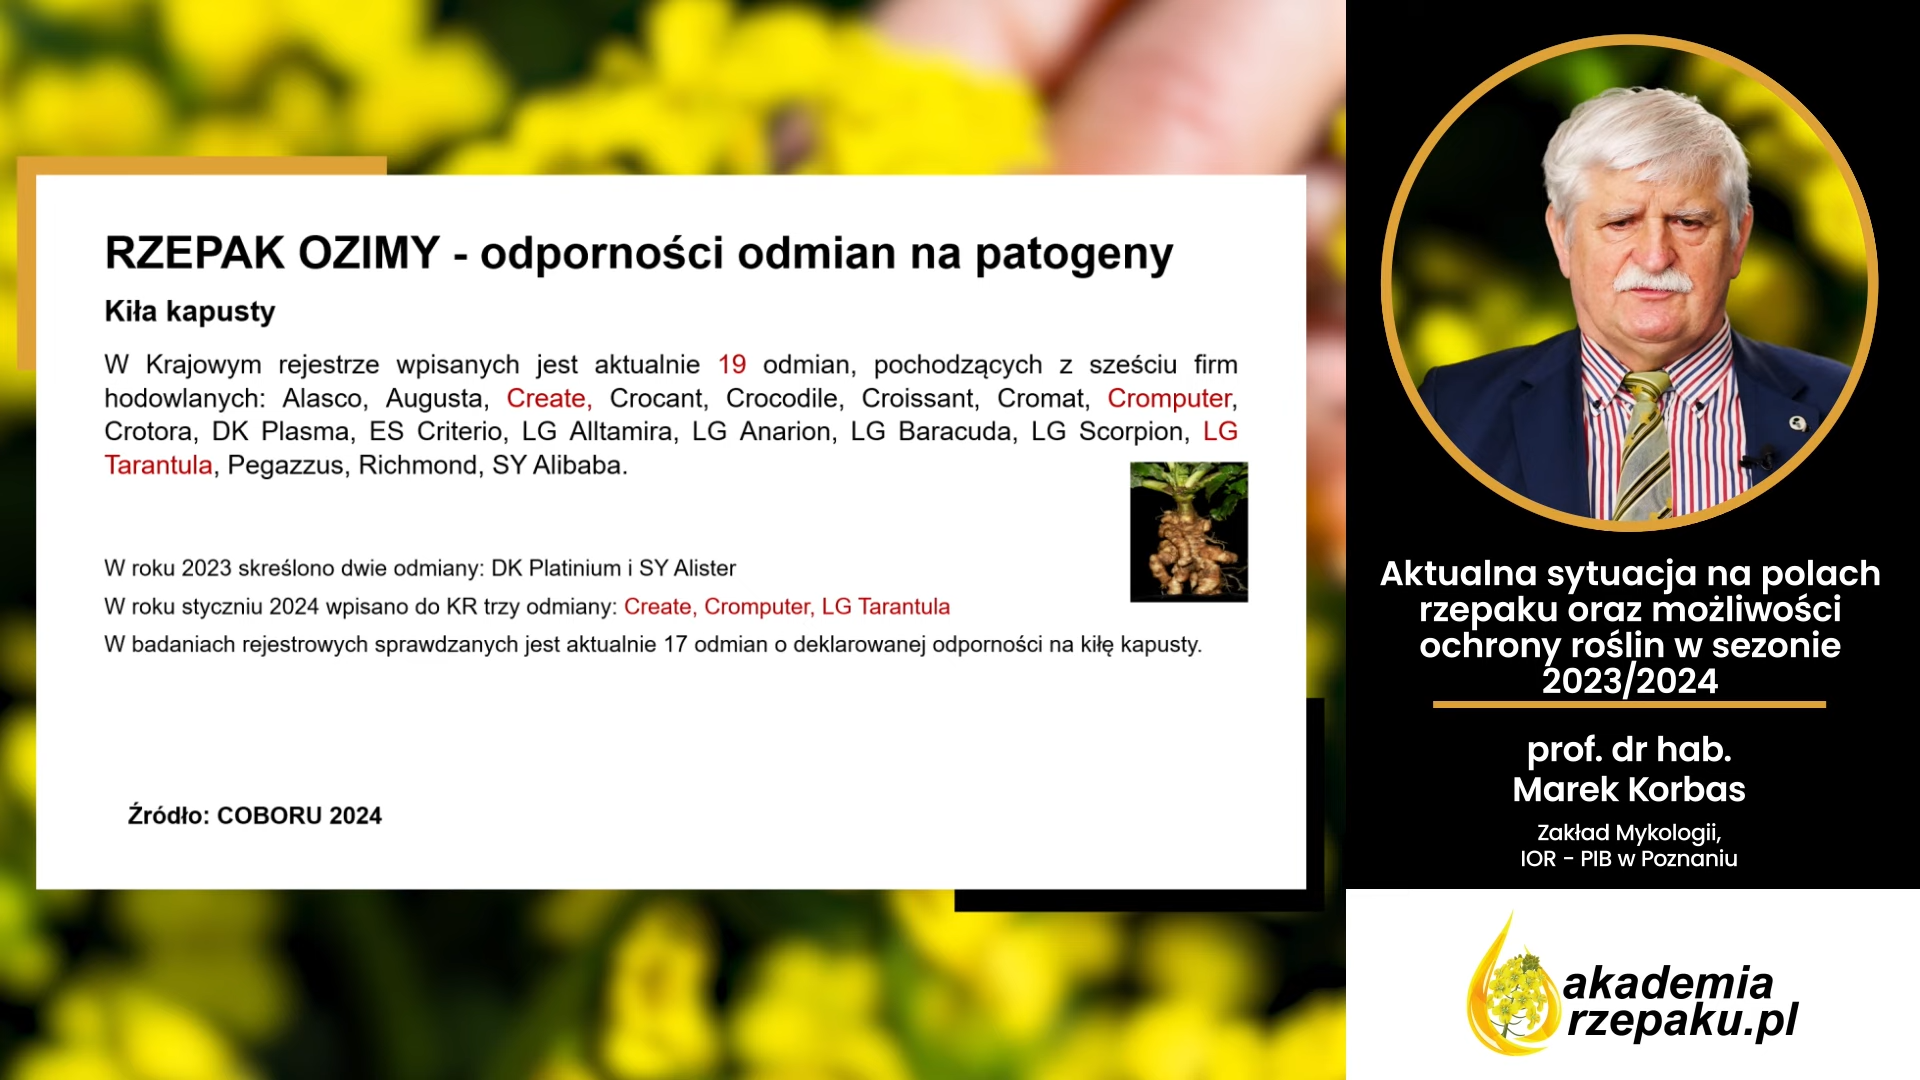 RZEPAK OZIMY - odporności odmian na patogeny
Kiła kapusty
W Krajowym rejestrze wpisanych jest aktualnie 19 odmian, pochodzących z sześciu firm
hodowlanych: Alasco, Augusta, Create, Crocant, Crocodile, Croissant, Cromat, Cromputer,
Crotora, DK Plasma, ES Criterio, LG Alltamira, LG Anarion, LG Baracuda, LG Scorpion, LG
Tarantula, Pegazzus, Richmond, SY Alibaba.
W roku 2023 skreślono dwie odmiany: DK Platinium i SY Alister
W roku styczniu 2024 wpisano do KR trzy odmiany: Create, Cromputer, LG Tarantula
W badaniach rejestrowych sprawdzanych jest aktualnie 17 odmian o deklarowanej odporności na kiłę kapusty.
Źródło: COBORU 2024
Aktualna sytuacja na polach
rzepaku oraz możliwości
ochrony roślin w sezonie
2023/2024
prof. dr hab.
Marek Korbas
Zakład Mykologii,
IOR - PIB w Poznaniu
akademia
rzepaku.pl